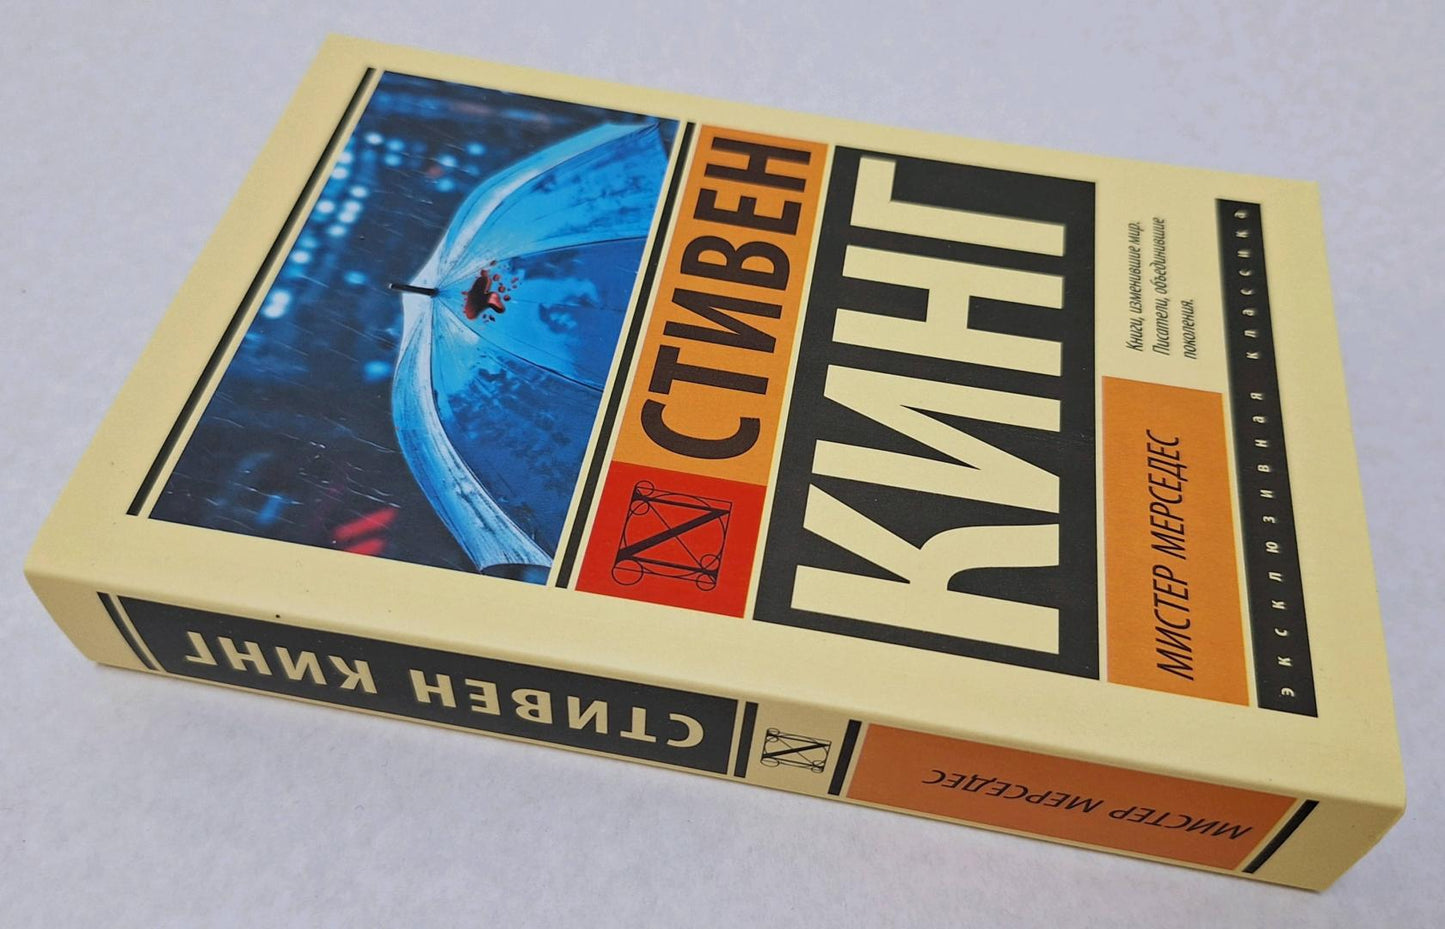 СТИВЕН
КИНГ
Книги, изменившие мир.
Писатели, объединившие
поколения.
МИСТЕР МЕРСЕДЕС
эксклюзивная классика
СТИВЕН КИНГ
МИСТЕР МЕРСЕДЕС